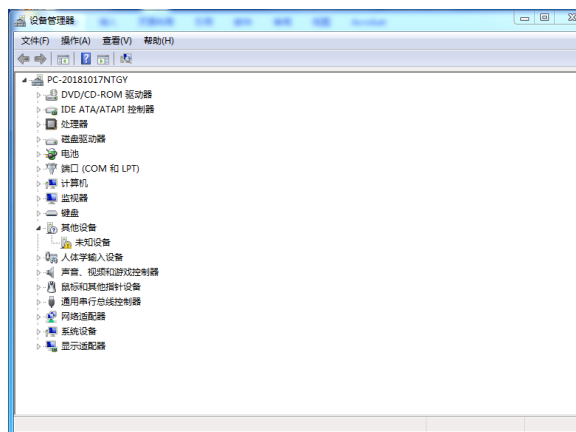 设备管理器
文件(F) 操作(A) 查看(V) 帮助(H)
PC-20181017NTGY
DVD/CD-ROM 驱动器
IDE ATA/ATAPI 控制器
处理器
磁盘驱动器
电池
端口 (COM 和 LPT)
计算机
监视器
键盘
其他设备
未知设备
人体学输入设备
声音、视频和游戏控制器
鼠标和其他指针设备
通用串行总线控制器
网络适配器
系统设备
显示适配器